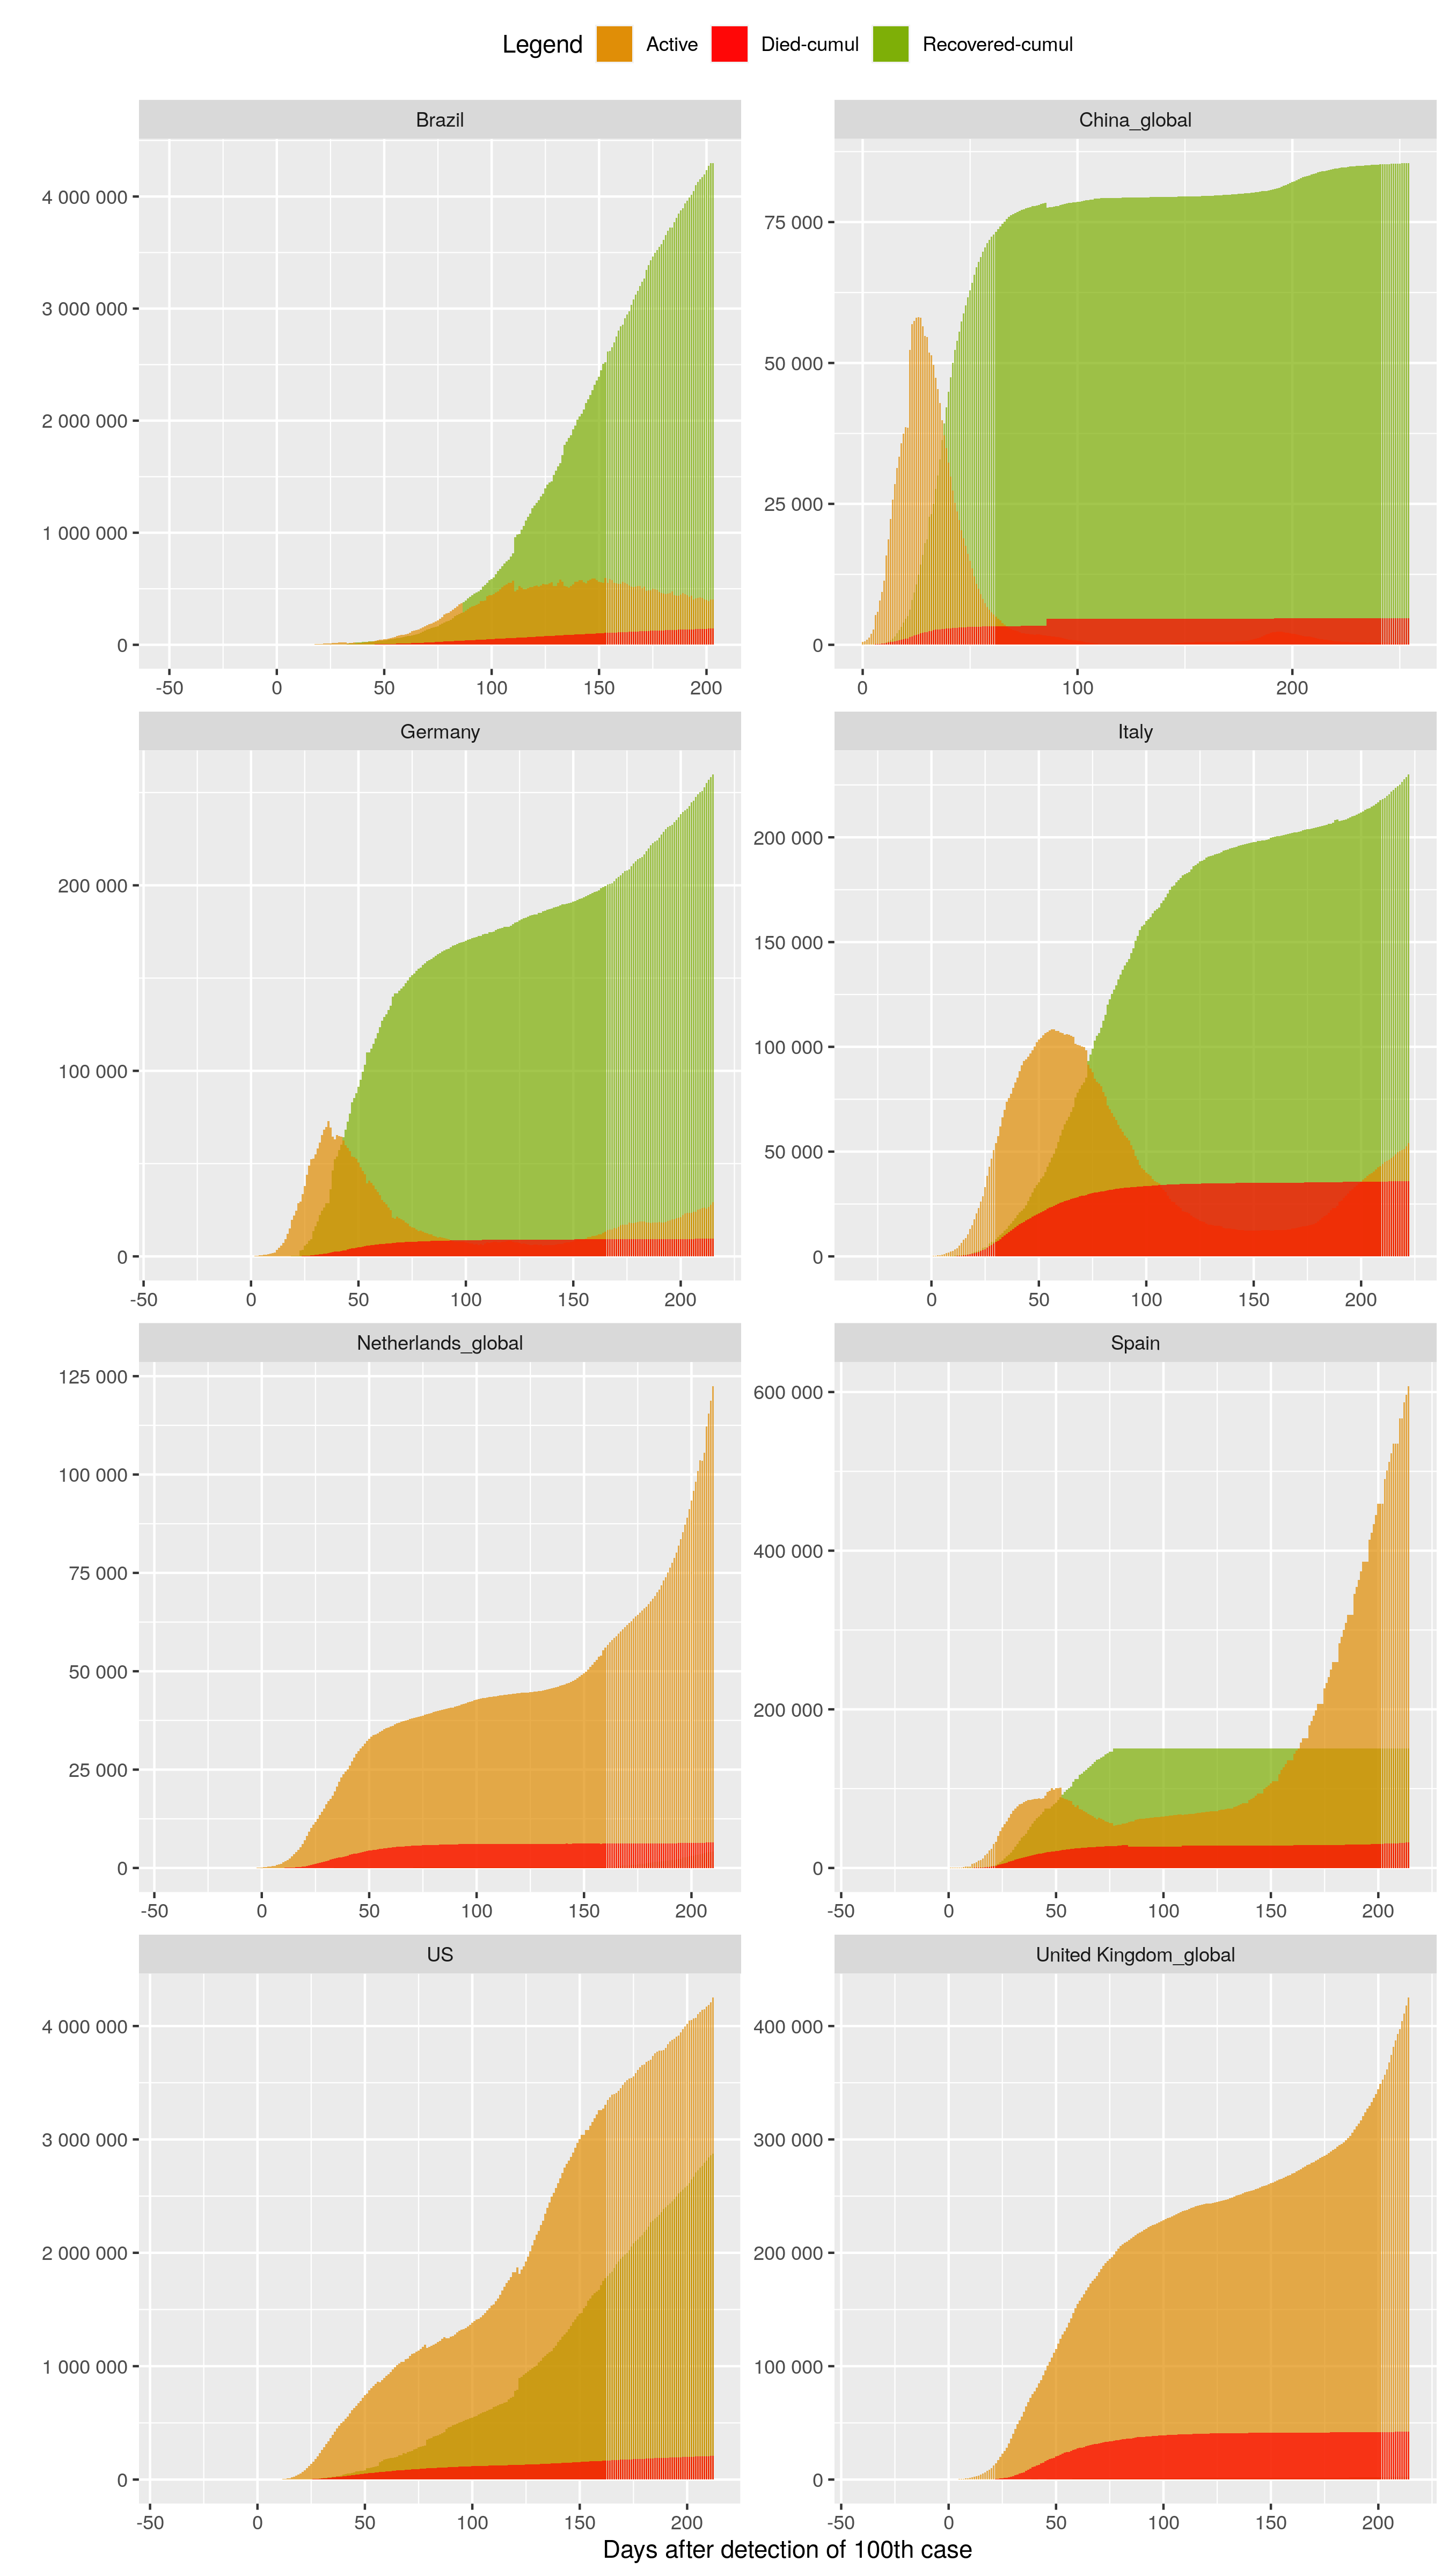 Legend Active Died-cumul Recovered-cumul
Brazil China_global
4 000 000
3 000 000
2 000 000
1 000 000
0
-50 0 50 100 150 200
75 000
50 000
25 000
0
0 100 200
Germany Italy
200 000
100 000
0
-50 0 50 100 150 200
200 000
150 000
100 000
50 000
0
0 50 100 150 200
Netherlands_global Spain
125 000
100 000
75 000
50 000
25 000
0
-50 0 50 100 150 200
600 000
400 000
200 000
0
-50 0 50 100 150 200
US United Kingdom_global
4 000 000
3 000 000
2 000 000
1 000 000
0
-50 0 50 100 150 200
400 000
300 000
200 000
100 000
0
-50 0 50 100 150 200
Days after detection of 100th case